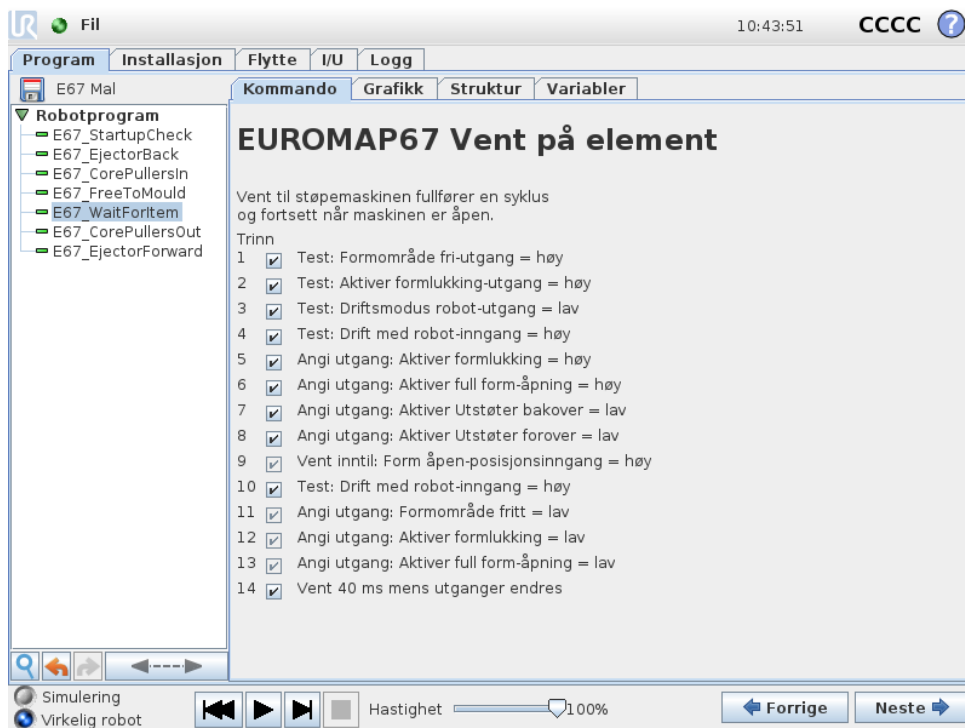 UR Fil 10:43:51 CCCC ?
Program Installasjon Flytte I/U Logg
E67 Mal
Kommando Grafikk Struktur Variabler
Robotprogram
E67_StartupCheck
E67_EjectorBack
E67_CorePullersIn
E67_FreeToMould
E67_WaitForItem
E67_CorePullersOut
E67_EjectorForward
EUROMAP67 Vent på element
Vent til støpemaskinen fullfører en syklus
og fortsett når maskinen er åpen.
Trinn
1 Test: Formområde fri-utgang = høy
2 Test: Aktiver formlukking-utgang = høy
3 Test: Driftsmodus robot-utgang = lav
4 Test: Drift med robot-inngang = høy
5 Angi utgang: Aktiver formlukking = høy
6 Angi utgang: Aktiver full form-åpning = høy
7 Angi utgang: Aktiver Utstøter bakover = lav
8 Angi utgang: Aktiver Utstøter forover = lav
9 Vent inntil: Form åpen-posisjonsinngang = høy
10 Test: Drift med robot-inngang = høy
11 Angi utgang: Formområde fritt = lav
12 Angi utgang: Aktiver formlukking = lav
13 Angi utgang: Aktiver full form-åpning = lav
14 Vent 40 ms mens utganger endres
Simulering
Virkelig robot
Hastighet 100%
Forrige Neste